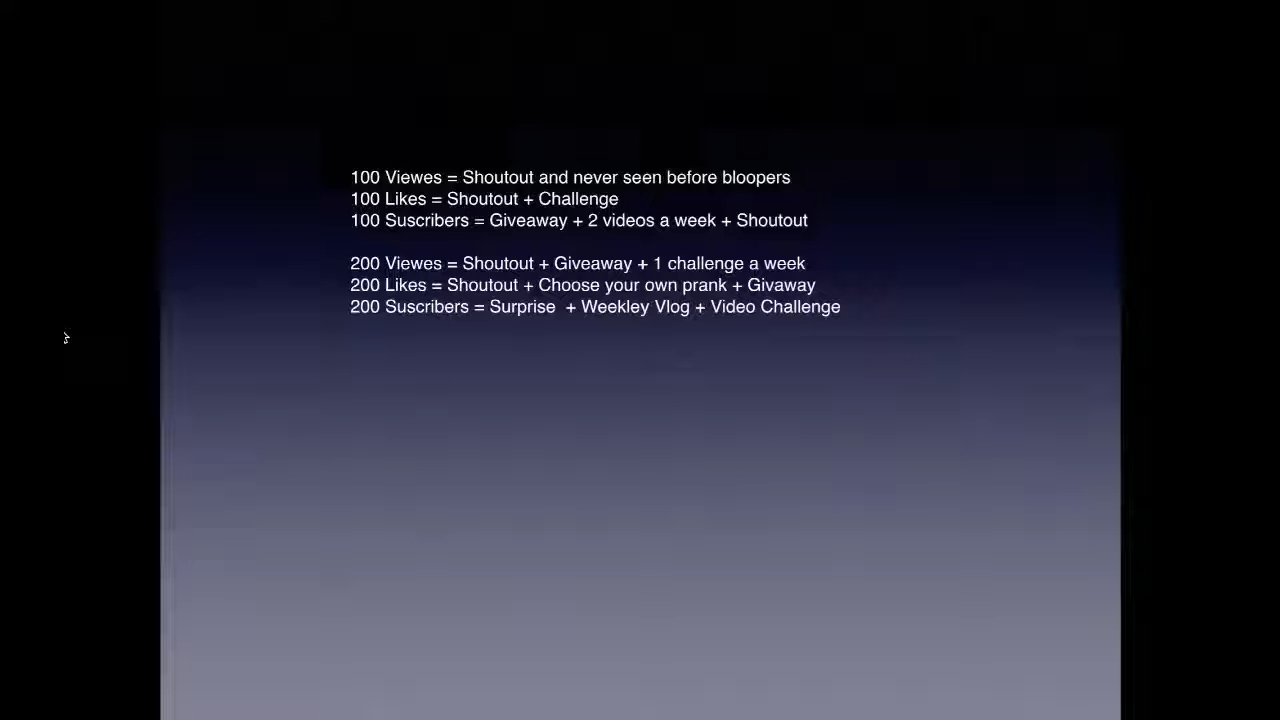 100 Viewes = Shoutout and never seen before bloopers
100 Likes = Shoutout + Challenge
100 Suscribers = Giveaway + 2 videos a week + Shoutout
200 Viewes = Shoutout + Giveaway + 1 challenge a week
200 Likes = Shoutout + Choose your own prank + Givaway
200 Suscribers = Surprise  + Weekley Vlog + Video Challenge